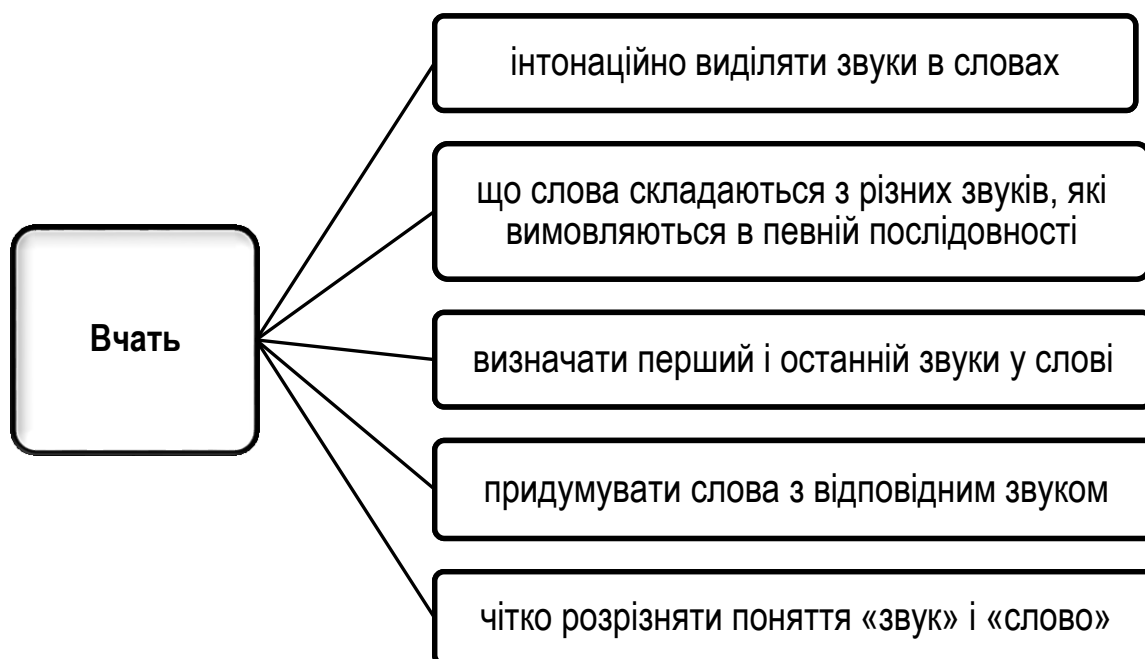 Вчать
інтонаційно виділяти звуки в словах
що слова складаються з різних звуків, які
вимовляються в певній послідовності
визначати перший і останній звуки у слові
придумувати слова з відповідним звуком
чітко розрізняти поняття «звук» і «слово»